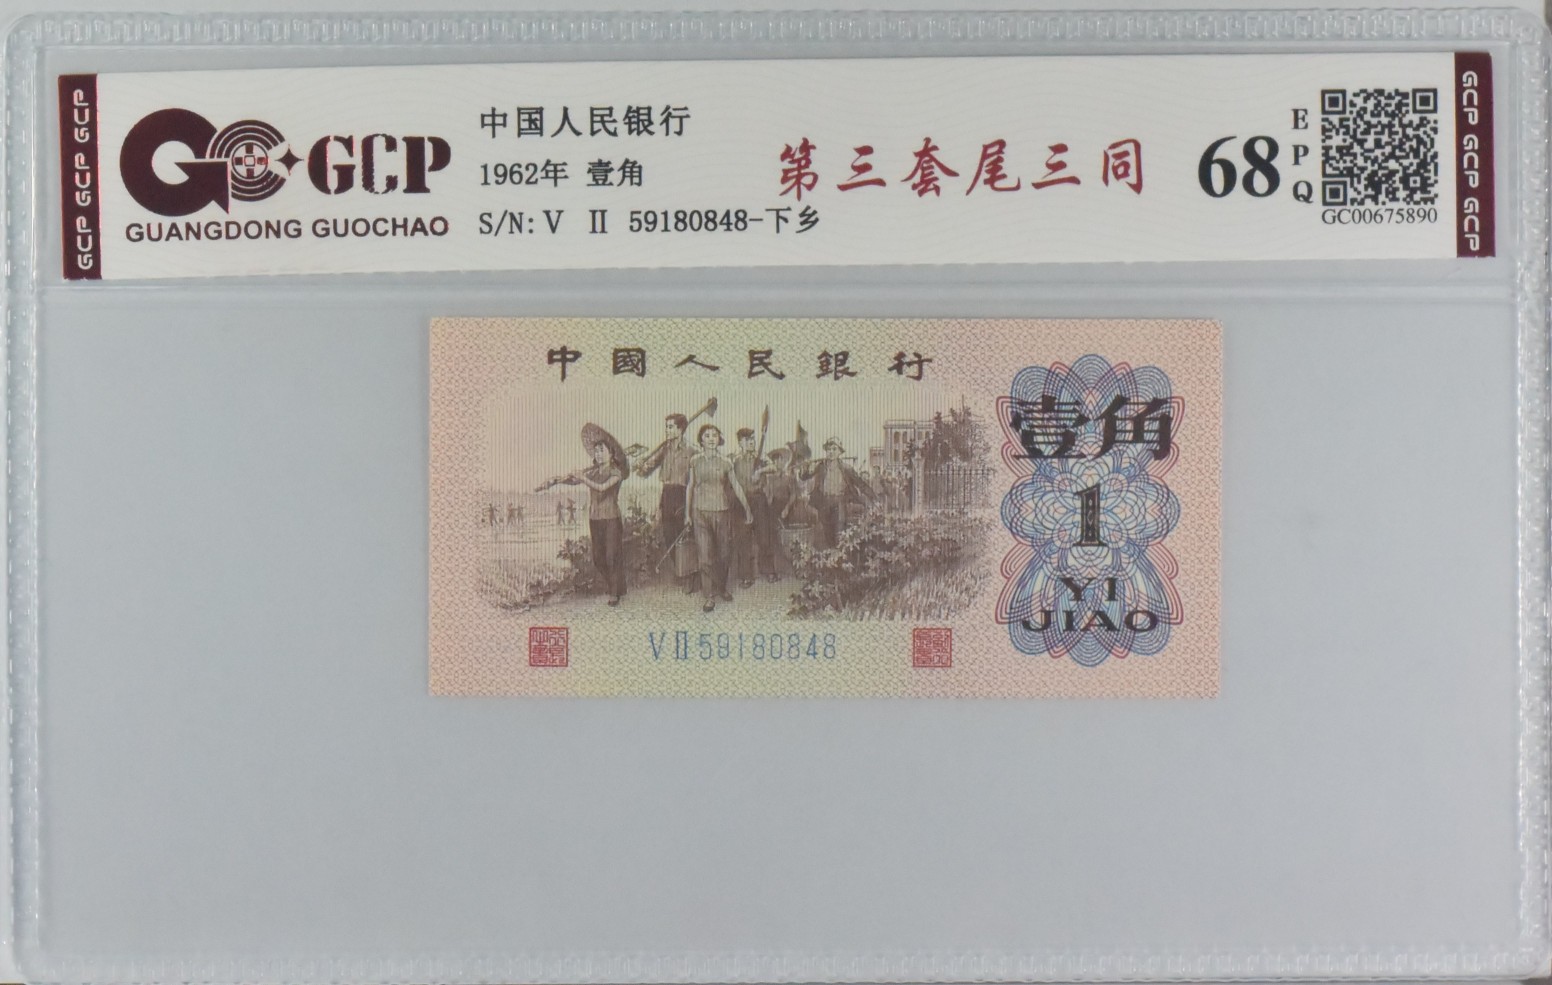 GCP GCP GCP
GCP
GUANGDONG GUOCHAO
中国人民银行
1962年 壹角
S/N: V Ⅱ 59180848-下乡
第三套尾三同
68
EPQ
GC00675890
GCP GCP GCP
中國人民銀行
壹角
1
YI
JIAO
VⅡ59180848